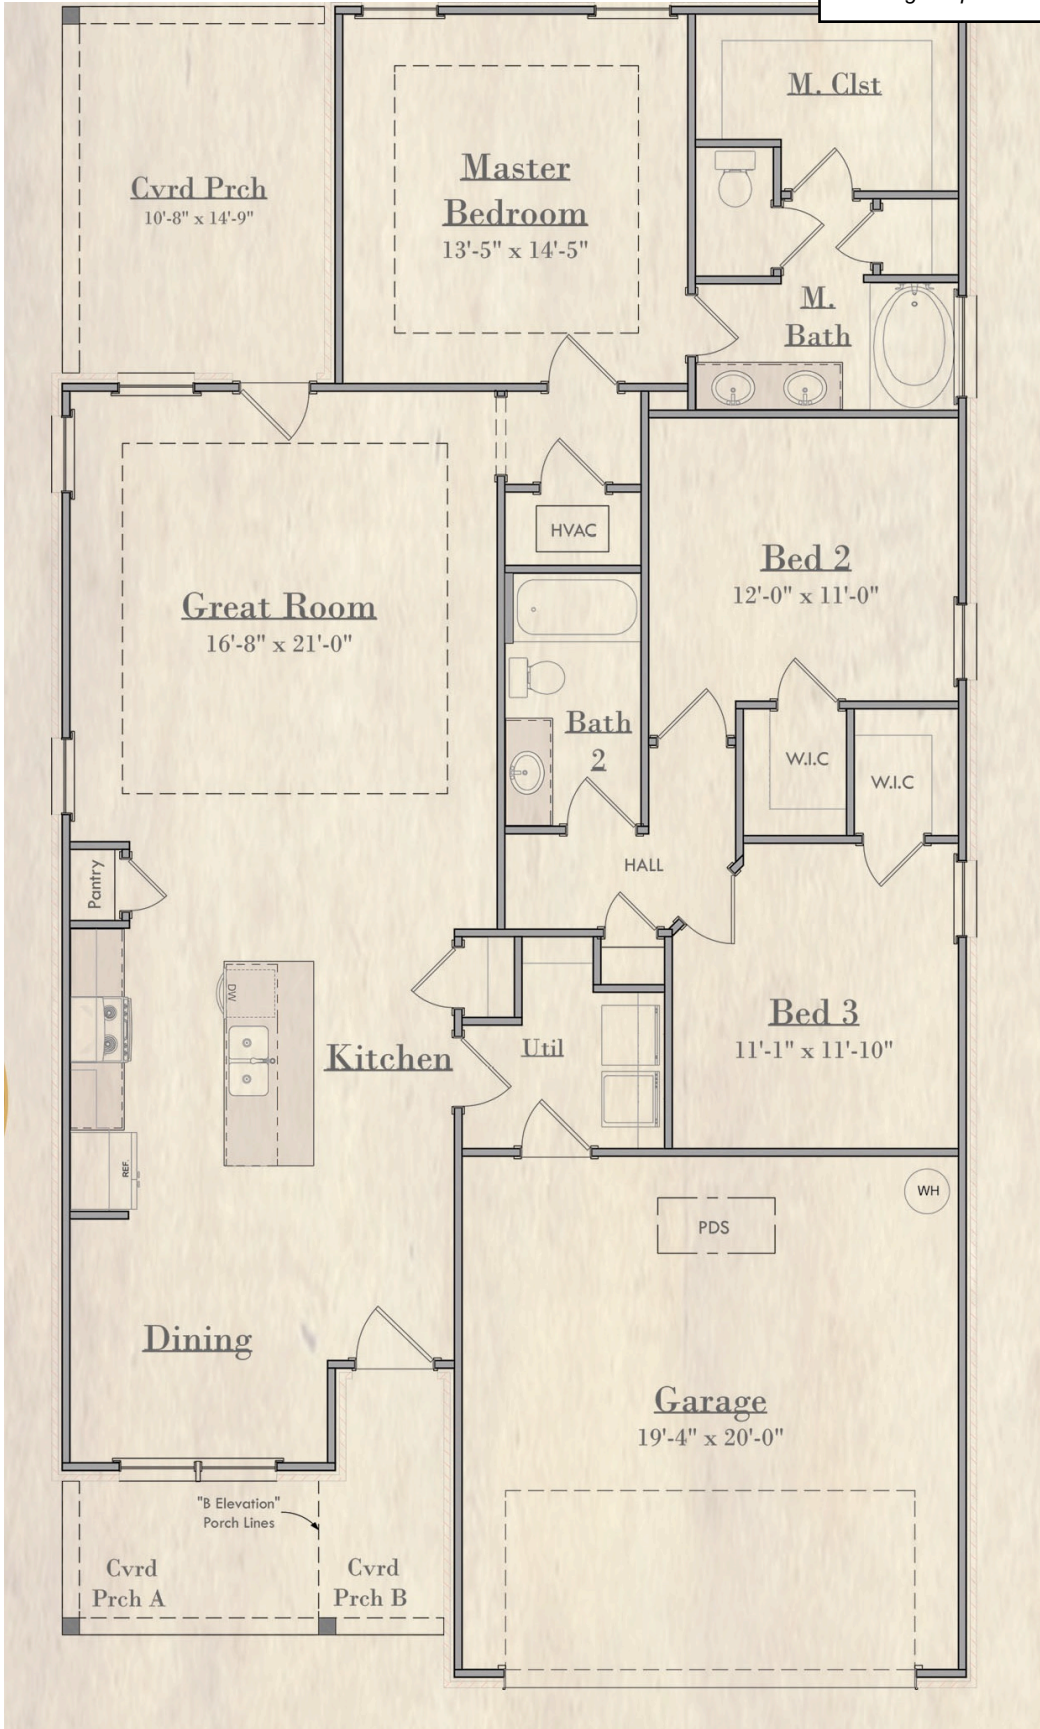 M. Clst
Master
Bedroom
13'-5" x 14'-5"
Cvrd Prch
10'-8" x 14'-9"
M.
Bath
HVAC
Bed 2
12'-0" x 11'-0"
Great Room
16'-8" x 21'-0"
Bath
2
W.I.C
W.I.C
HALL
Pantry
DW
Bed 3
11'-1" x 11'-10"
Kitchen
Util
REF.
WH
PDS
Dining
Garage
19'-4" x 20'-0"
"B Elevation"
Porch Lines
Cvrd
Prch A
Cvrd
Prch B